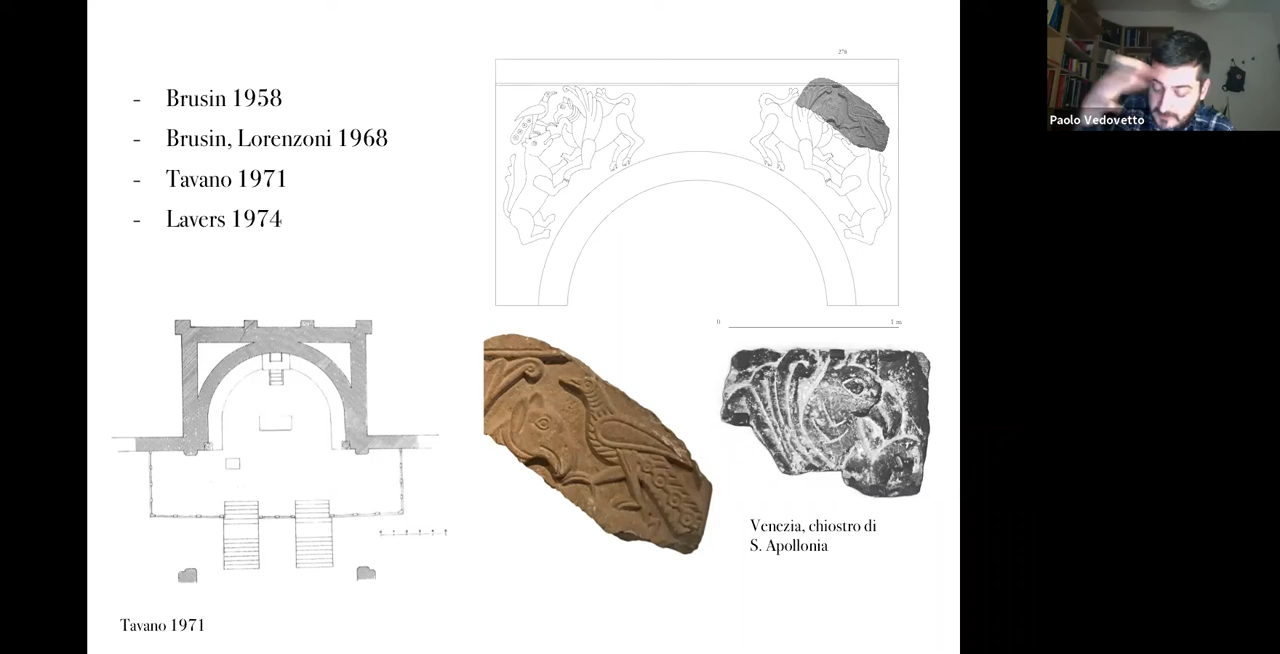 - Brusin 1958
- Brusin, Lorenzoni 1968
- Tavano 1971
- Lavers 1974
278
0 1 m
Venezia, chiostro di
S. Apollonia
Tavano 1971
Paolo Vedovetto